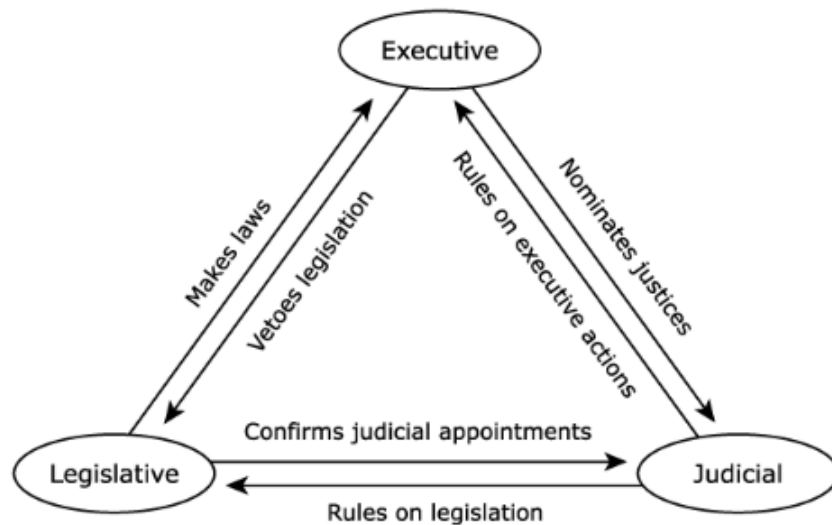 Executive
Makes laws
Vetoes legislation
Rules on executive actions
Nominates justices
Legislative
Confirms judicial appointments
Rules on legislation
Judicial